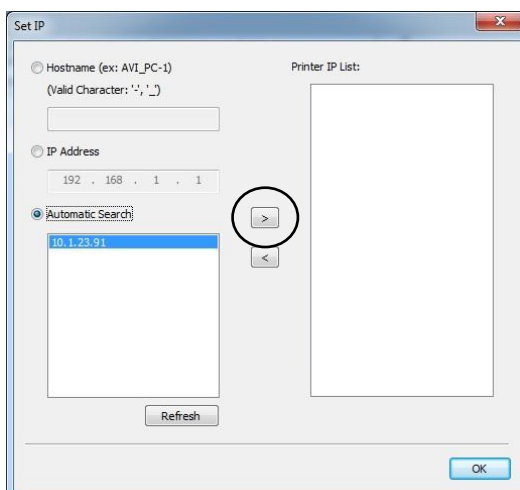 Set IP
Hostname (ex: AVI_PC-1)
(Valid Character: '-', '_')
IP Address
192 . 168 . 1 . 1
Automatic Search
10.1.23.91
Refresh
>
<
Printer IP List:
OK